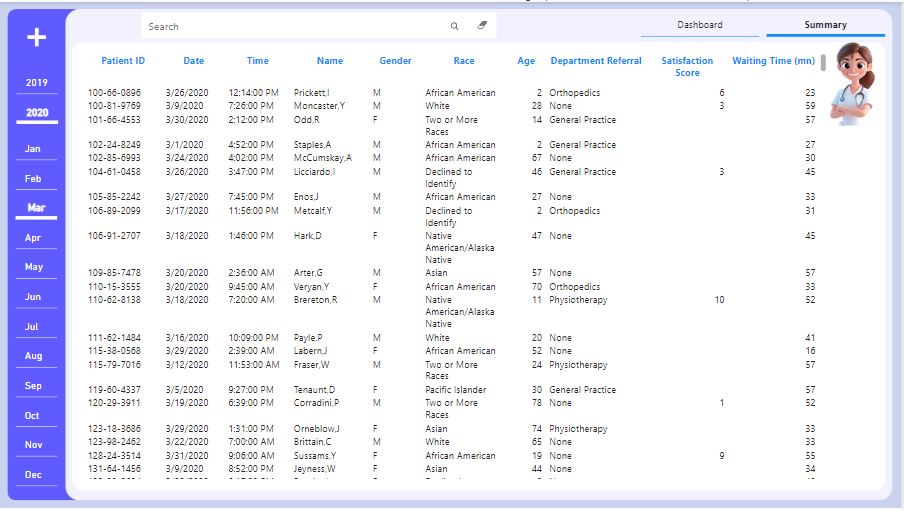 Search
Dashboard
Summary
2019
2020
Jan
Feb
Mar
Apr
May
Jun
Jul
Aug
Sep
Oct
Nov
Dec
Patient ID Date Time Name Gender Race Age Department Referral Satisfaction Score Waiting Time (mn)
100-66-0896 3/26/2020 12:14:00 PM Prickett,I M African American 2 Orthopedics 6 23
100-81-9769 3/9/2020 7:26:00 PM Moncaster,Y M White 28 None 3 59
101-66-4553 3/30/2020 2:12:00 PM Odd,R F Two or More Races 14 General Practice 57
102-24-8249 3/1/2020 4:52:00 PM Staples,A M African American 2 General Practice 27
102-85-6993 3/24/2020 4:02:00 PM McCumskay,A M African American 67 None 30
104-61-0458 3/26/2020 3:47:00 PM Licciardo,I M Declined to Identify 46 General Practice 3 45
105-85-2242 3/27/2020 7:45:00 PM Enos,J M African American 27 None 33
106-89-2099 3/17/2020 11:56:00 PM Metcalf,Y M Declined to Identify 2 Orthopedics 31
106-91-2707 3/18/2020 1:46:00 PM Hark,D F Native American/Alaska Native 47 None 45
109-85-7478 3/20/2020 2:36:00 AM Arter,G M Asian 57 None 57
110-15-3555 3/20/2020 9:45:00 AM Veryan,Y F African American 70 Orthopedics 33
110-62-8138 3/18/2020 7:20:00 AM Brereton,R M Native American/Alaska Native 11 Physiotherapy 10 52
111-62-1484 3/16/2020 10:09:00 PM Payle,P M White 20 None 41
115-38-0568 3/29/2020 2:39:00 AM Labern,J F African American 52 None 16
115-79-7016 3/12/2020 11:53:00 AM Fraser,W M Two or More Races 24 Physiotherapy 57
119-60-4337 3/5/2020 9:27:00 PM Tenaunt,D F Pacific Islander 30 General Practice 57
120-29-3911 3/19/2020 6:39:00 PM Corradini,P M Two or More Races 78 None 1 52
123-18-3686 3/29/2020 1:31:00 PM Orneblow,J F Asian 74 Physiotherapy 33
123-98-2462 3/22/2020 7:00:00 AM Brittain,C M White 65 None 33
128-24-3514 3/31/2020 9:06:00 AM Sussams,Y F African American 19 None 9 55
131-64-1456 3/9/2020 8:52:00 PM Jeyness,W F Asian 44 None 34